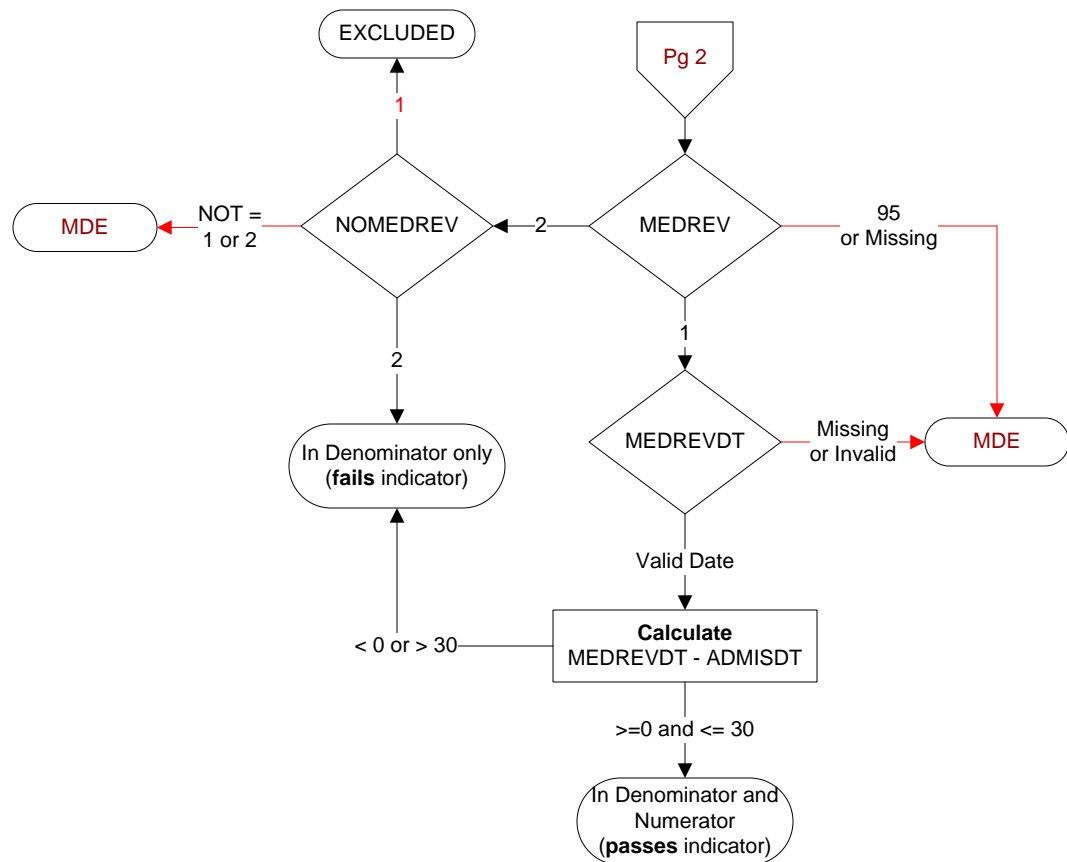 EXCLUDED
Pg 2
1
MDE
NOT =
1 or 2
NOMEDREV
2
MEDREV
95
or Missing
2
1
In Denominator only
(fails indicator)
MEDREVDT
Missing
or Invalid
MDE
Valid Date
< 0 or > 30
Calculate
MEDREVDT - ADMISDT
>=0 and <= 30
In Denominator and
Numerator
(passes indicator)